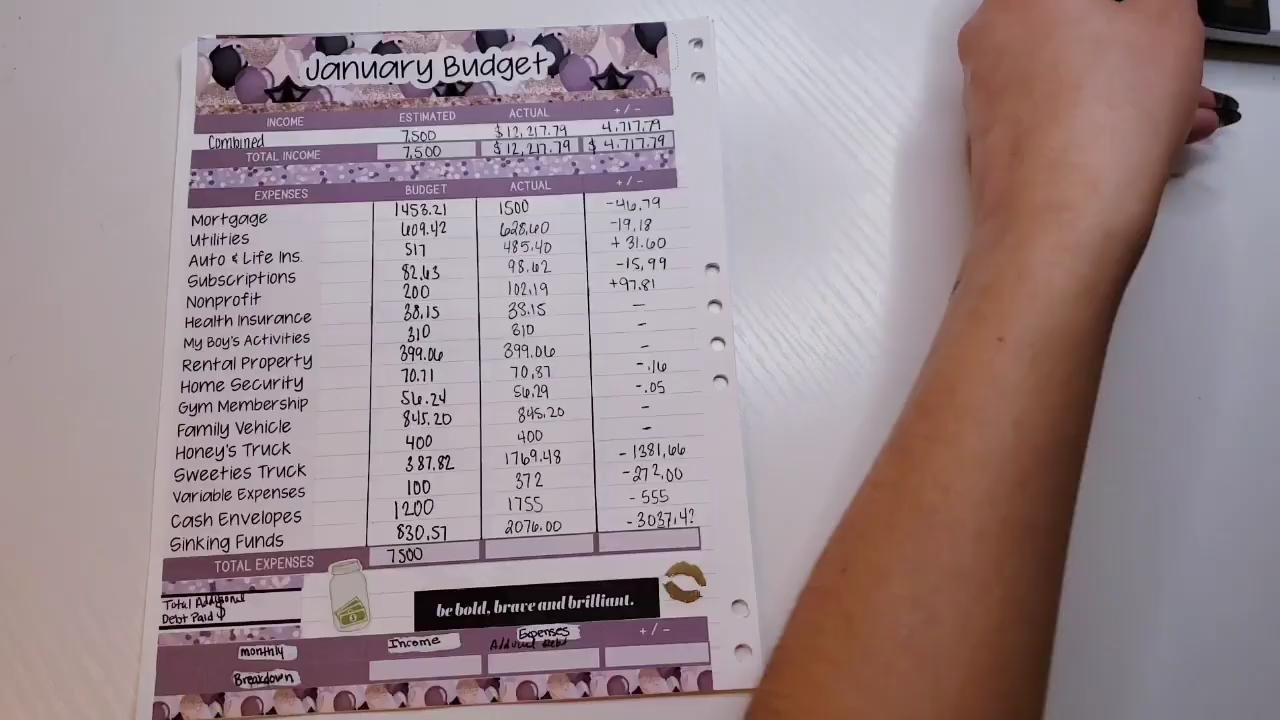 January Budget
INCOME ESTIMATED ACTUAL +/-
Combined 7,500 $12,217.79 4,717.79
TOTAL INCOME 7,500 $12,217.79 $4,717.79
EXPENSES BUDGET ACTUAL +/-
Mortgage 1453.21 1500 -46.79
Utilities 609.42 628.60 -19.18
Auto & Life Ins. 517 485.40 +31.60
Subscriptions 82.63 98.62 -15.99
Nonprofit 200 102.19 +97.81
Health Insurance 38.15 38.15 -
My Boy's Activities 310 310 -
Rental Property 399.06 399.06 -
Home Security 70.71 70.87 -.16
Gym Membership 56.24 56.29 -.05
Family Vehicle 845.20 845.20 -
Honey's Truck 400 400 -
Sweeties Truck 387.82 1769.48 -1381.66
Variable Expenses 100 372 -272.00
Cash Envelopes 1200 1755 -555
Sinking Funds 830.57 2076.00 -3037.4?
TOTAL EXPENSES 7500
Total Additional
Debt Paid $
be bold, brave and brilliant.
Monthly Income Expenses +/-
Breakdown